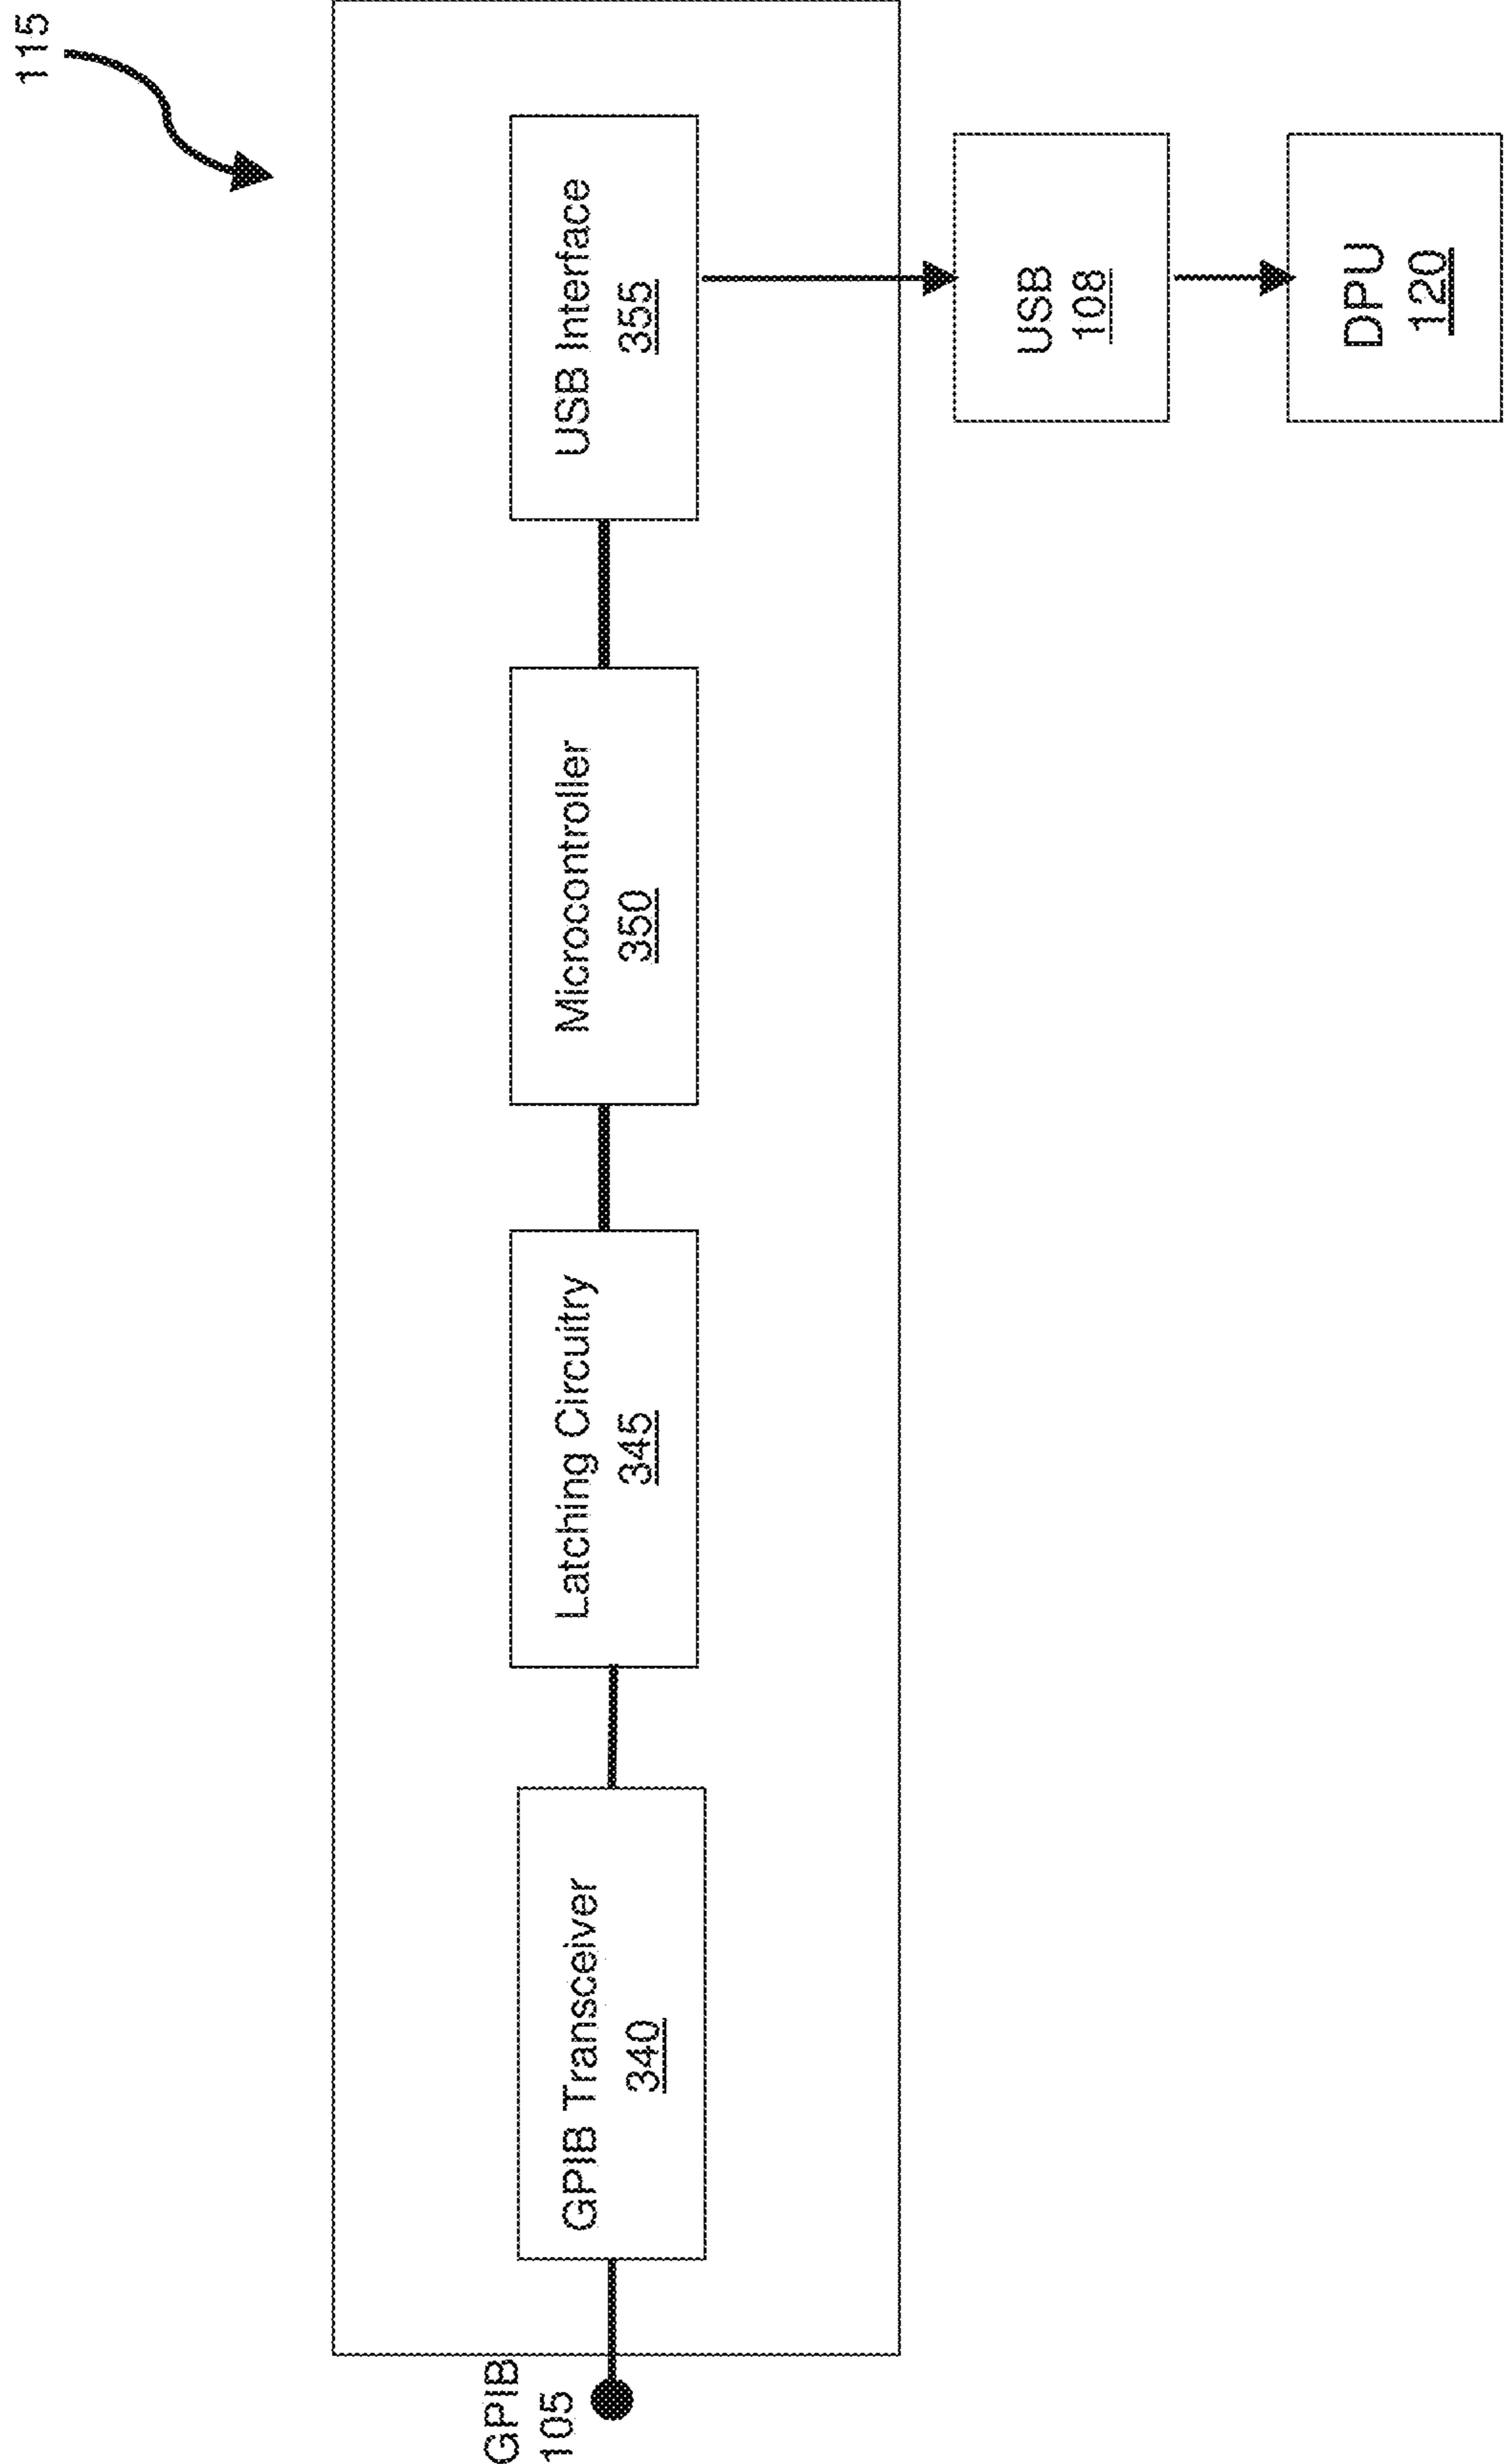 115
GPIB
105
GPIB Transceiver
340
Latching Circuitry
345
Microcontroller
350
USB Interface
355
USB
108
DPU
120